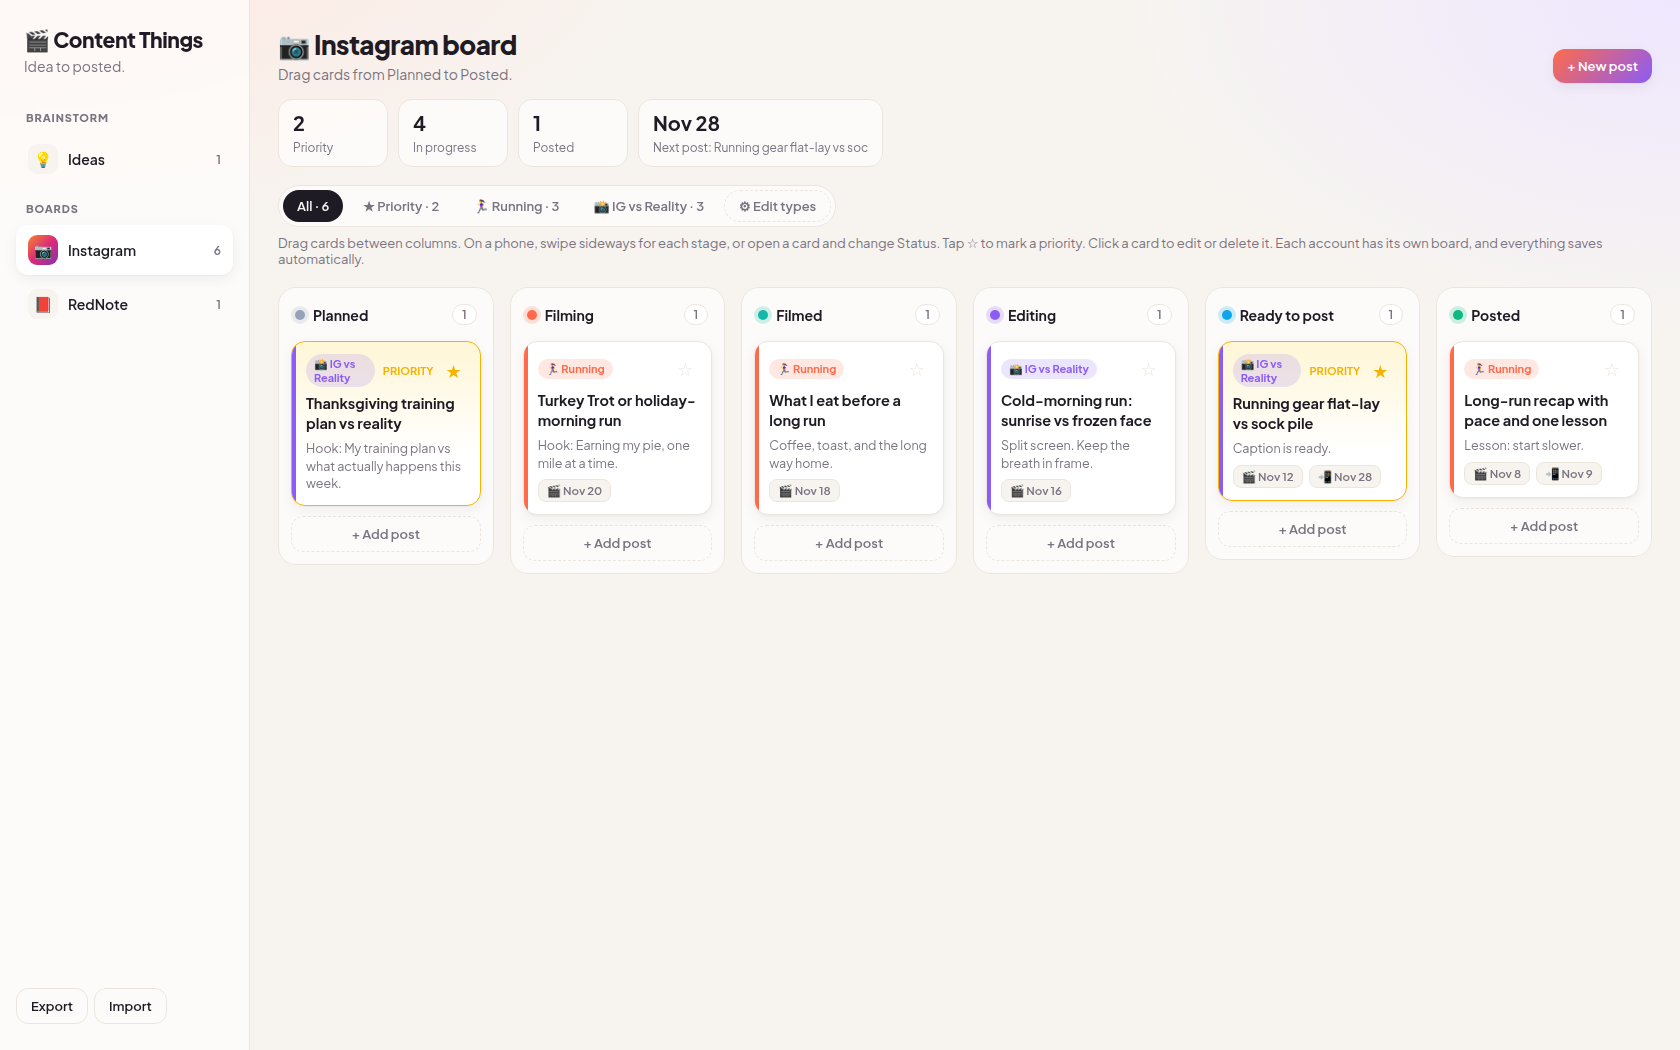 🎬 Content Things
Idea to posted.
BRAINSTORM
💡 Ideas 1
BOARDS
📷 Instagram 6
📕 RedNote 1
Export Import
📷 Instagram board
Drag cards from Planned to Posted.
+ New post
2
Priority
4
In progress
1
Posted
Nov 28
Next post: Running gear flat-lay vs soc
All · 6 ★ Priority · 2 🏃‍♀️ Running · 3 📸 IG vs Reality · 3 ⚙ Edit types
Drag cards between columns. On a phone, swipe sideways for each stage, or open a card and change Status. Tap ☆ to mark a priority. Click a card to edit or delete it. Each account has its own board, and everything saves
automatically.
Planned 1
📸 IG vs
Reality
PRIORITY ★
Thanksgiving training
plan vs reality
Hook: My training plan vs
what actually happens this
week.
+ Add post
Filming 1
🏃‍♀️ Running ☆
Turkey Trot or holiday-
morning run
Hook: Earning my pie, one
mile at a time.
🎬 Nov 20
+ Add post
Filmed 1
🏃‍♀️ Running ☆
What I eat before a
long run
Coffee, toast, and the long
way home.
🎬 Nov 18
+ Add post
Editing 1
📸 IG vs Reality ☆
Cold-morning run:
sunrise vs frozen face
Split screen. Keep the
breath in frame.
🎬 Nov 16
+ Add post
Ready to post 1
📸 IG vs
Reality
PRIORITY ★
Running gear flat-lay
vs sock pile
Caption is ready.
🎬 Nov 12 📲 Nov 28
+ Add post
Posted 1
🏃‍♀️ Running ☆
Long-run recap with
pace and one lesson
Lesson: start slower.
🎬 Nov 8 📲 Nov 9
+ Add post